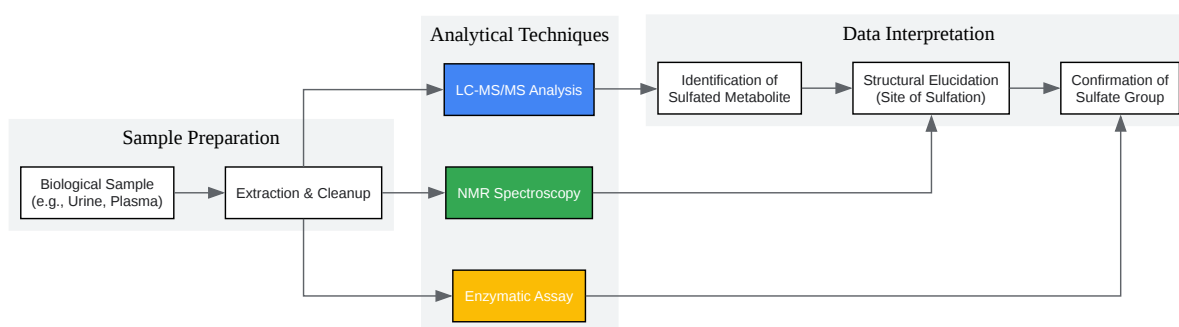 Sample Preparation
Biological Sample
(e.g., Urine, Plasma)
Extraction & Cleanup
Analytical Techniques
LC-MS/MS Analysis
NMR Spectroscopy
Enzymatic Assay
Data Interpretation
Identification of
Sulfated Metabolite
Structural Elucidation
(Site of Sulfation)
Confirmation of
Sulfate Group